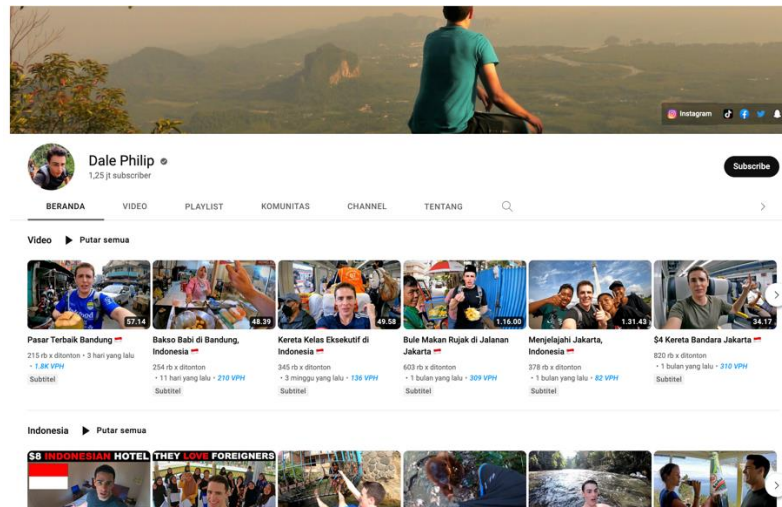 Instagram
Dale Philip
1,25 jt subscriber
Subscribe
BERANDA VIDEO PLAYLIST KOMUNITAS CHANNEL TENTANG
Video Putar semua
57.14 48.39 49.58 1.16.00 1.31.43 34.17
Pasar Terbaik Bandung
215 rb x ditonton • 3 hari yang lalu
• 1.8K VPH
Subtitel
Bakso Babi di Bandung,
Indonesia
254 rb x ditonton
• 11 hari yang lalu • 210 VPH
Subtitel
Kereta Kelas Eksekutif di
Indonesia
345 rb x ditonton
• 3 minggu yang lalu • 136 VPH
Subtitel
Bule Makan Rujak di Jalanan
Jakarta
603 rb x ditonton
• 1 bulan yang lalu • 309 VPH
Subtitel
Menjelajahi Jakarta,
Indonesia
378 rb x ditonton
• 1 bulan yang lalu • 82 VPH
Subtitel
$4 Kereta Bandara Jakarta
820 rb x ditonton
• 1 bulan yang lalu • 310 VPH
Subtitel
Indonesia Putar semua
$8 INDONESIAN HOTEL
THEY LOVE FOREIGNERS